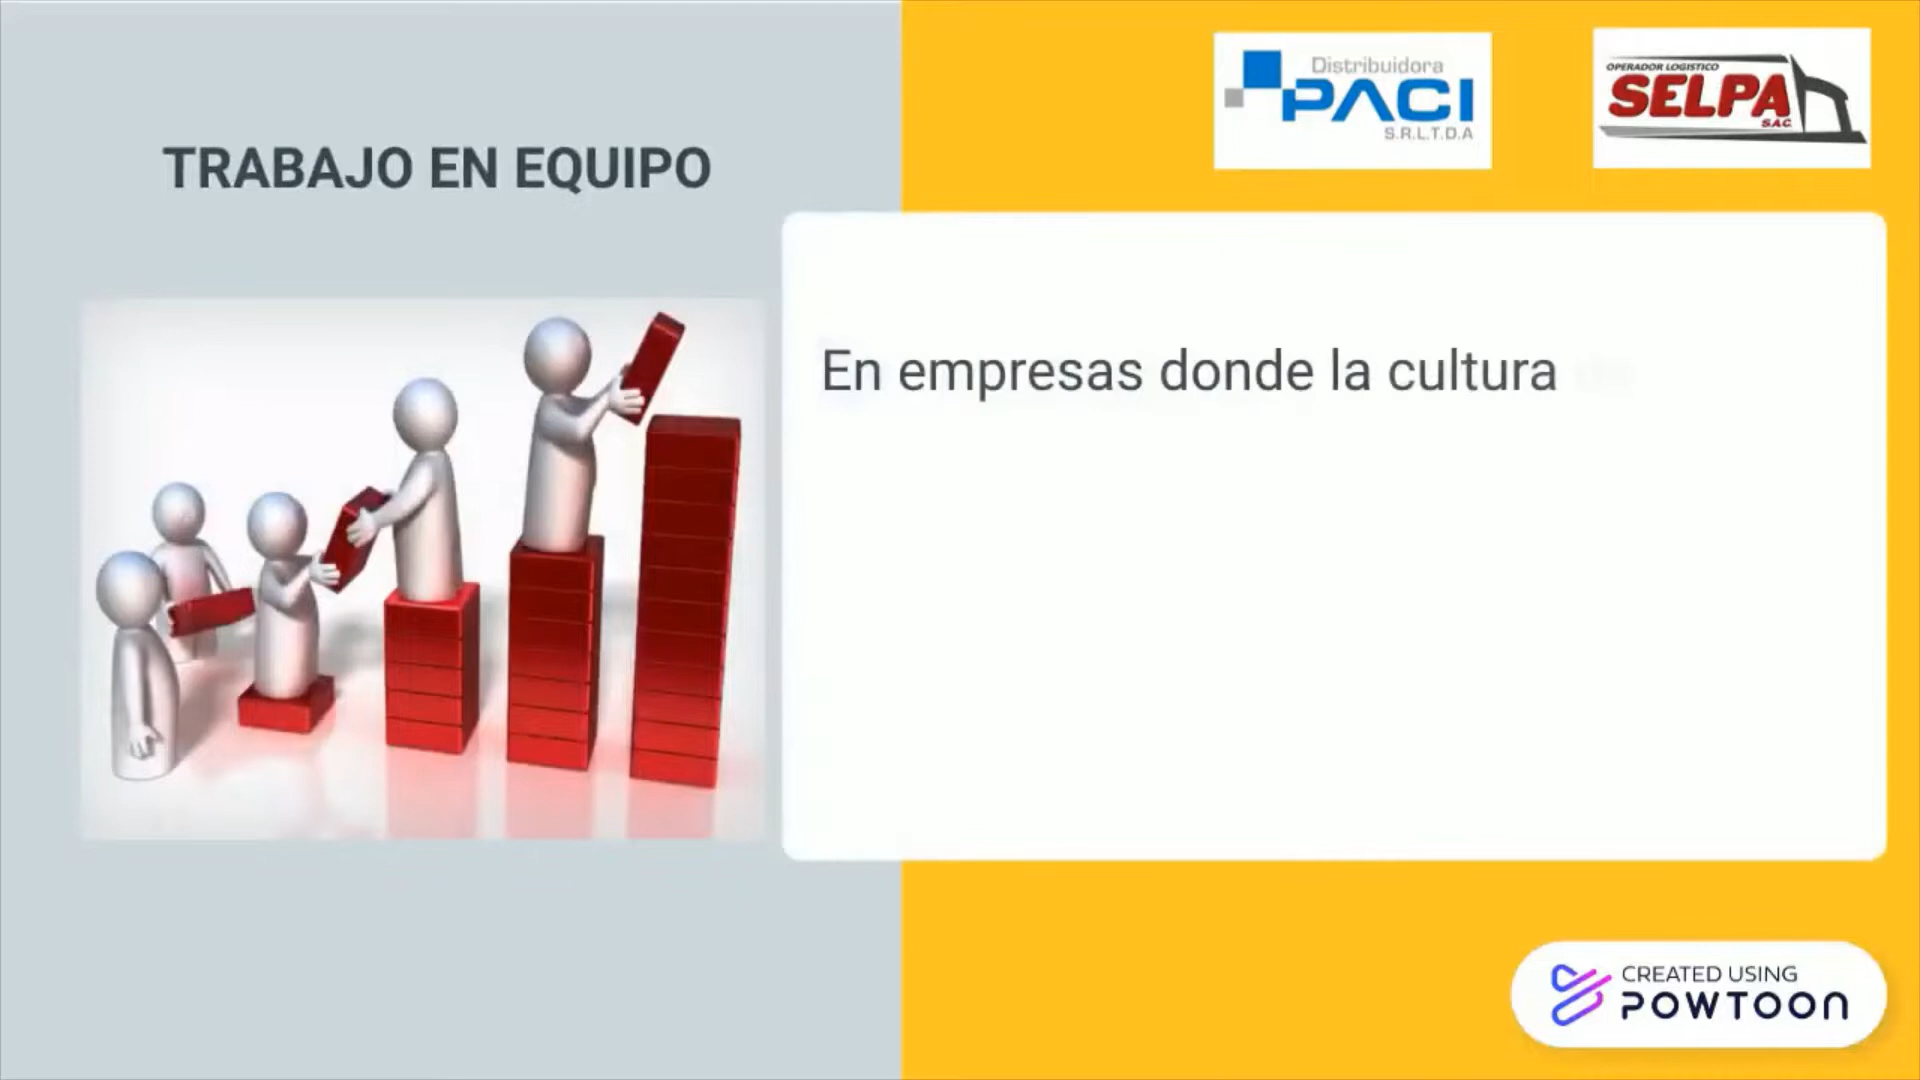 TRABAJO EN EQUIPO
Distribuidora
PACI
S.R.L.T.D.A
OPERADOR LOGISTICO
SELPA
S.A.C.
En empresas donde la cultura
CREATED USING
POWTOON